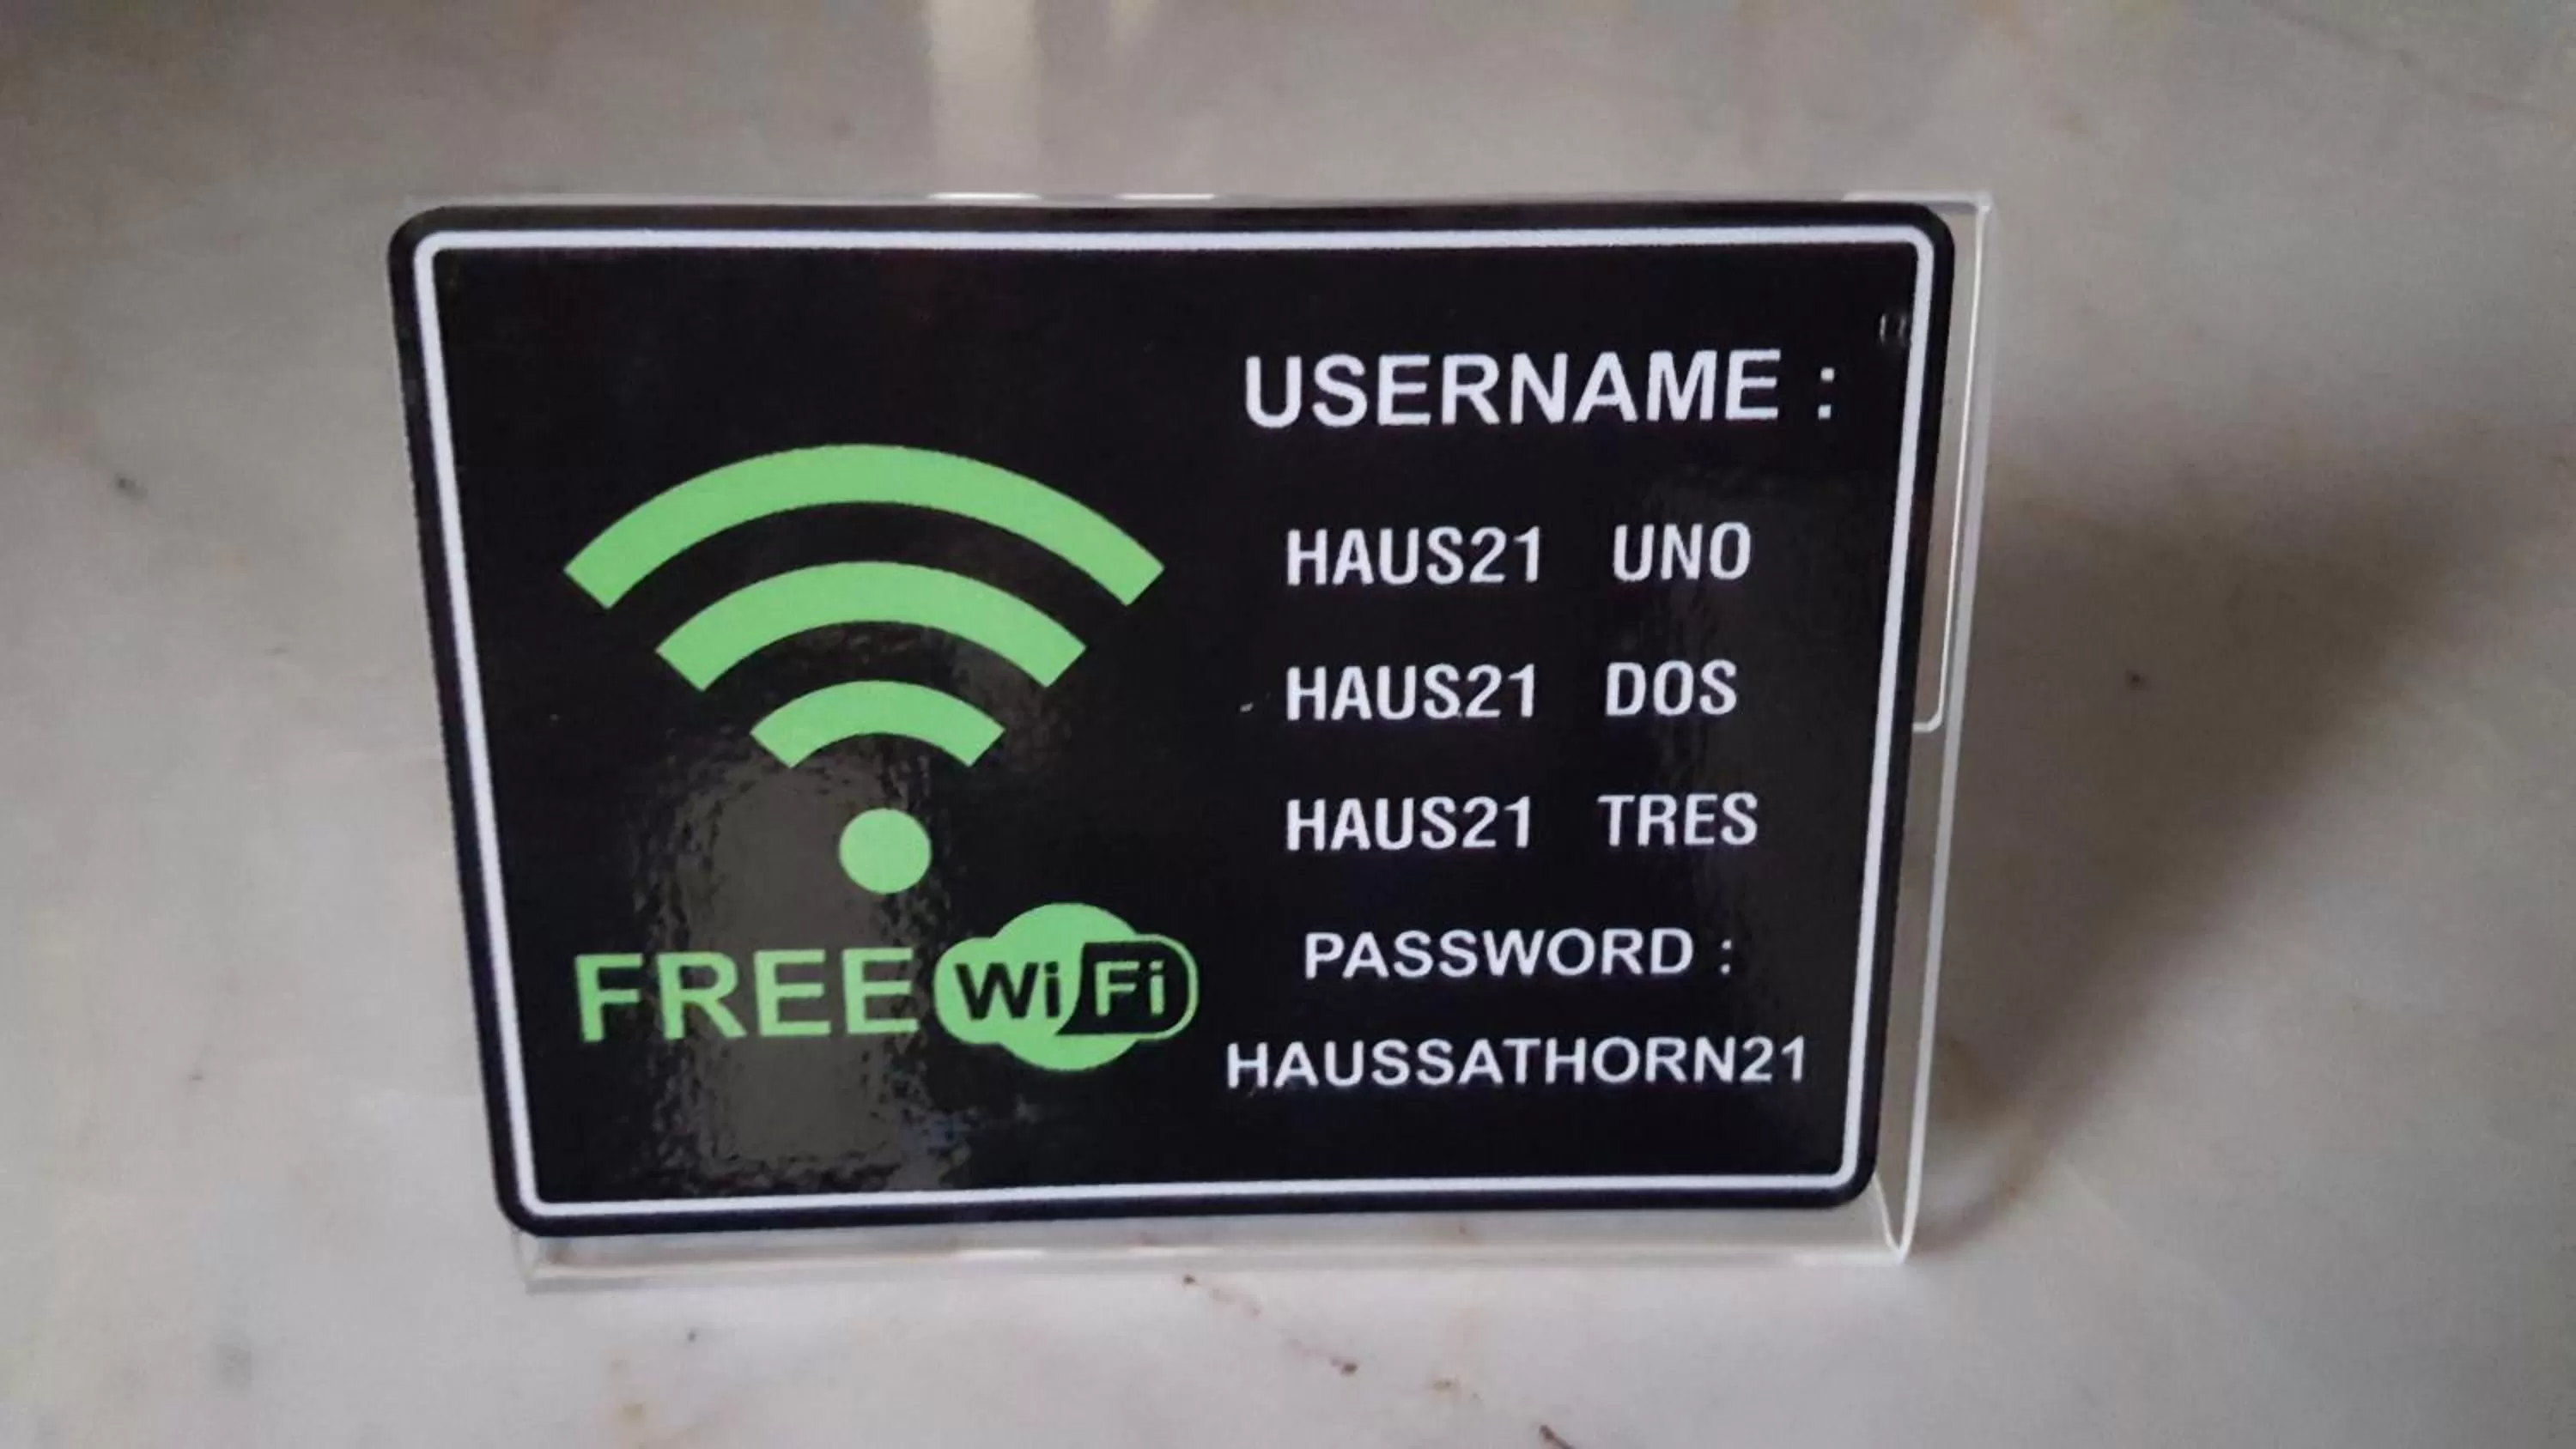 USERNAME :
HAUS21 UNO
HAUS21 DOS
HAUS21 TRES
PASSWORD :
HAUSSATHORN21
FREE WiFi